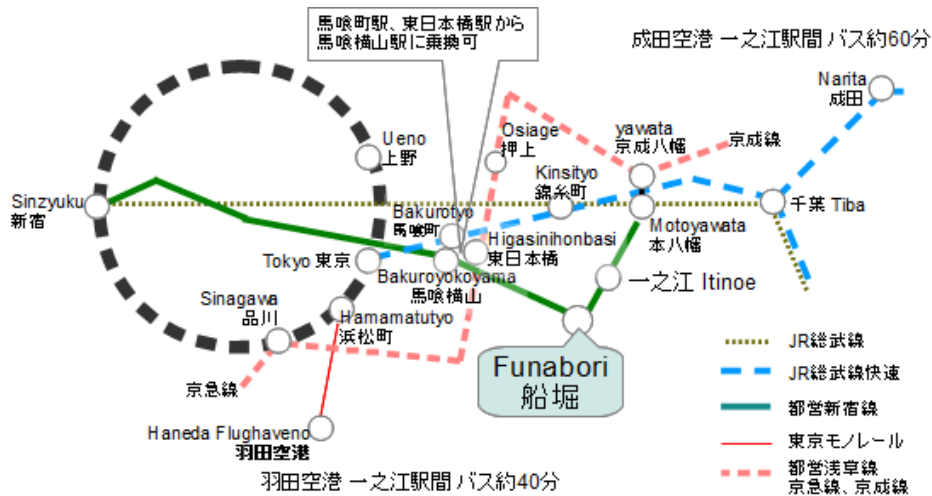 馬喰町駅、東日本橋駅から
馬喰横山駅に乗換可
成田空港 一之江駅間 バス約60分
Narita
成田
Ueno
上野
Osiage
押上
yawata
京成八幡
京成線
Kinsityo
錦糸町
Sinzyuku
新宿
Bakurotyo
馬喰町
千葉 Tiba
Higasinihonbasi
東日本橋
Motoyawata
本八幡
Tokyo 東京
Bakuroyokoyama
馬喰横山
一之江 Itinoe
Sinagawa
品川
Hamamatutyo
浜松町
Funabori
船堀
京急線
Haneda Flughaveno
羽田空港
羽田空港 一之江駅間 バス約40分
JR総武線
JR総武線快速
都営新宿線
東京モノレール
都営浅草線
京急線、京成線